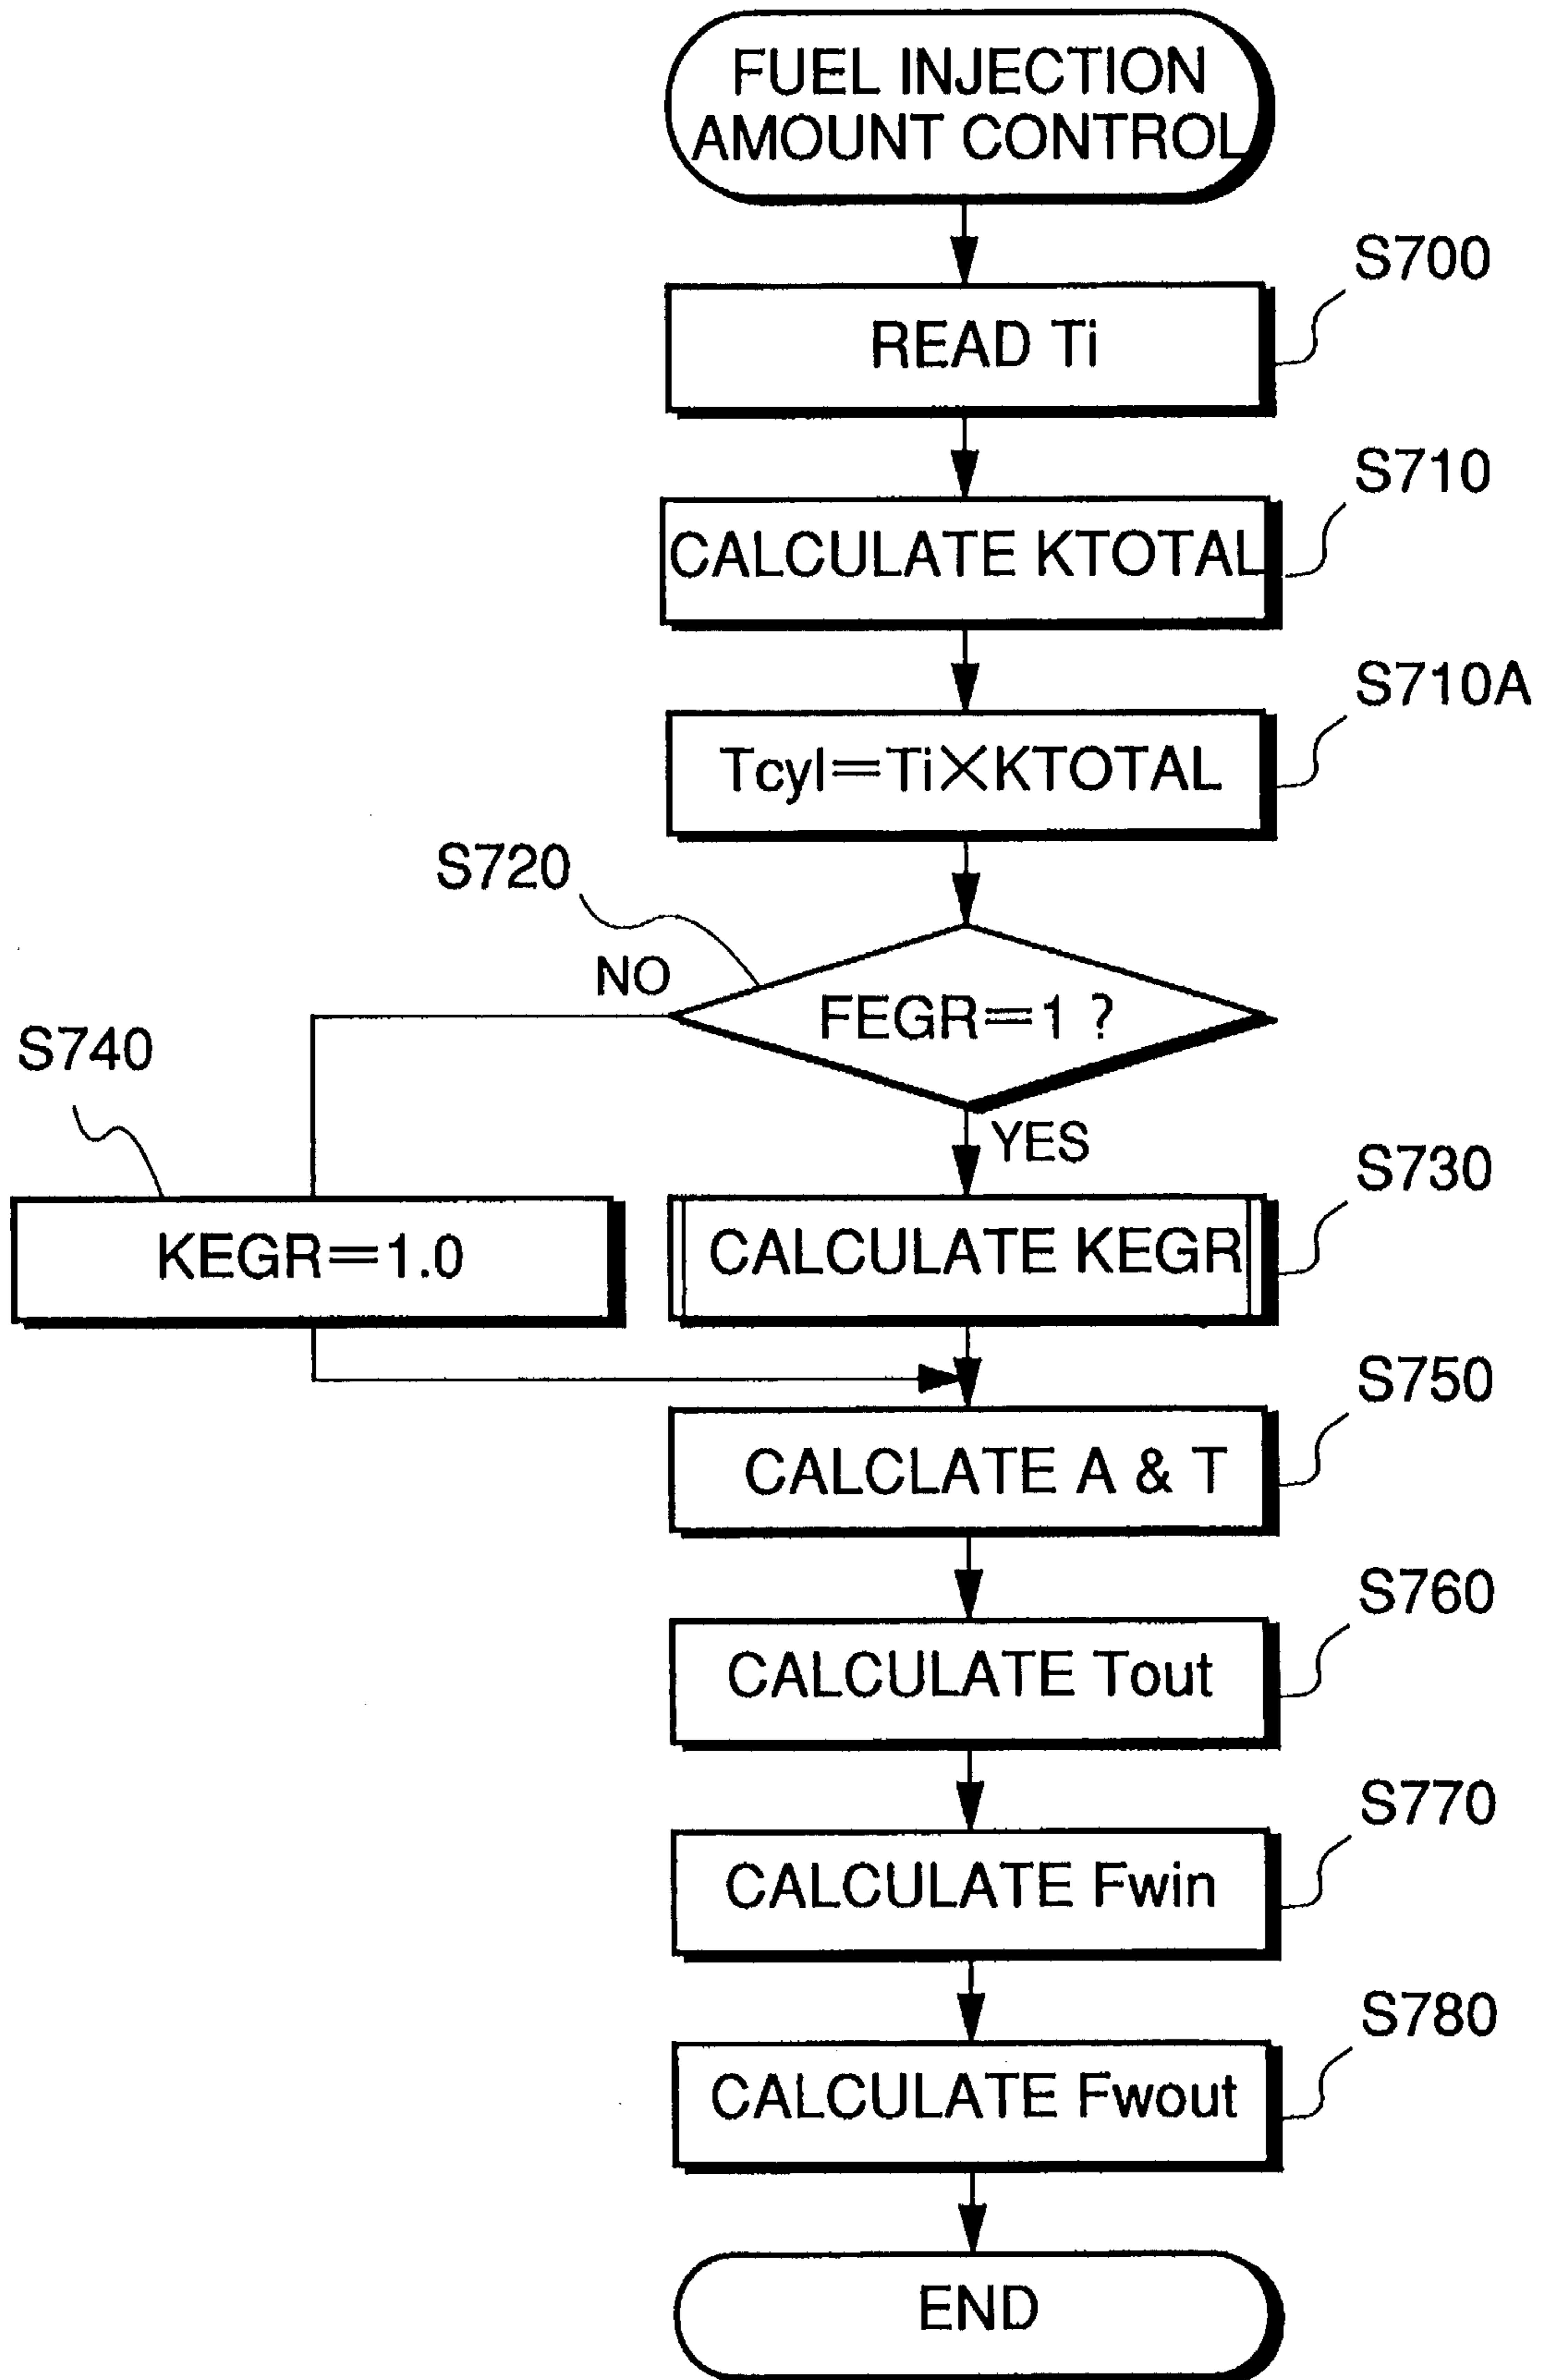 FUEL INJECTION
AMOUNT CONTROL
S700
READ Ti
S710
CALCULATE KTOTAL
S710A
Tcyl=Ti×KTOTAL
S720
NO
FEGR=1 ?
YES
S740
KEGR=1.0
S730
CALCULATE KEGR
S750
CALCLATE A & T
S760
CALCULATE Tout
S770
CALCULATE Fwin
S780
CALCULATE Fwout
END